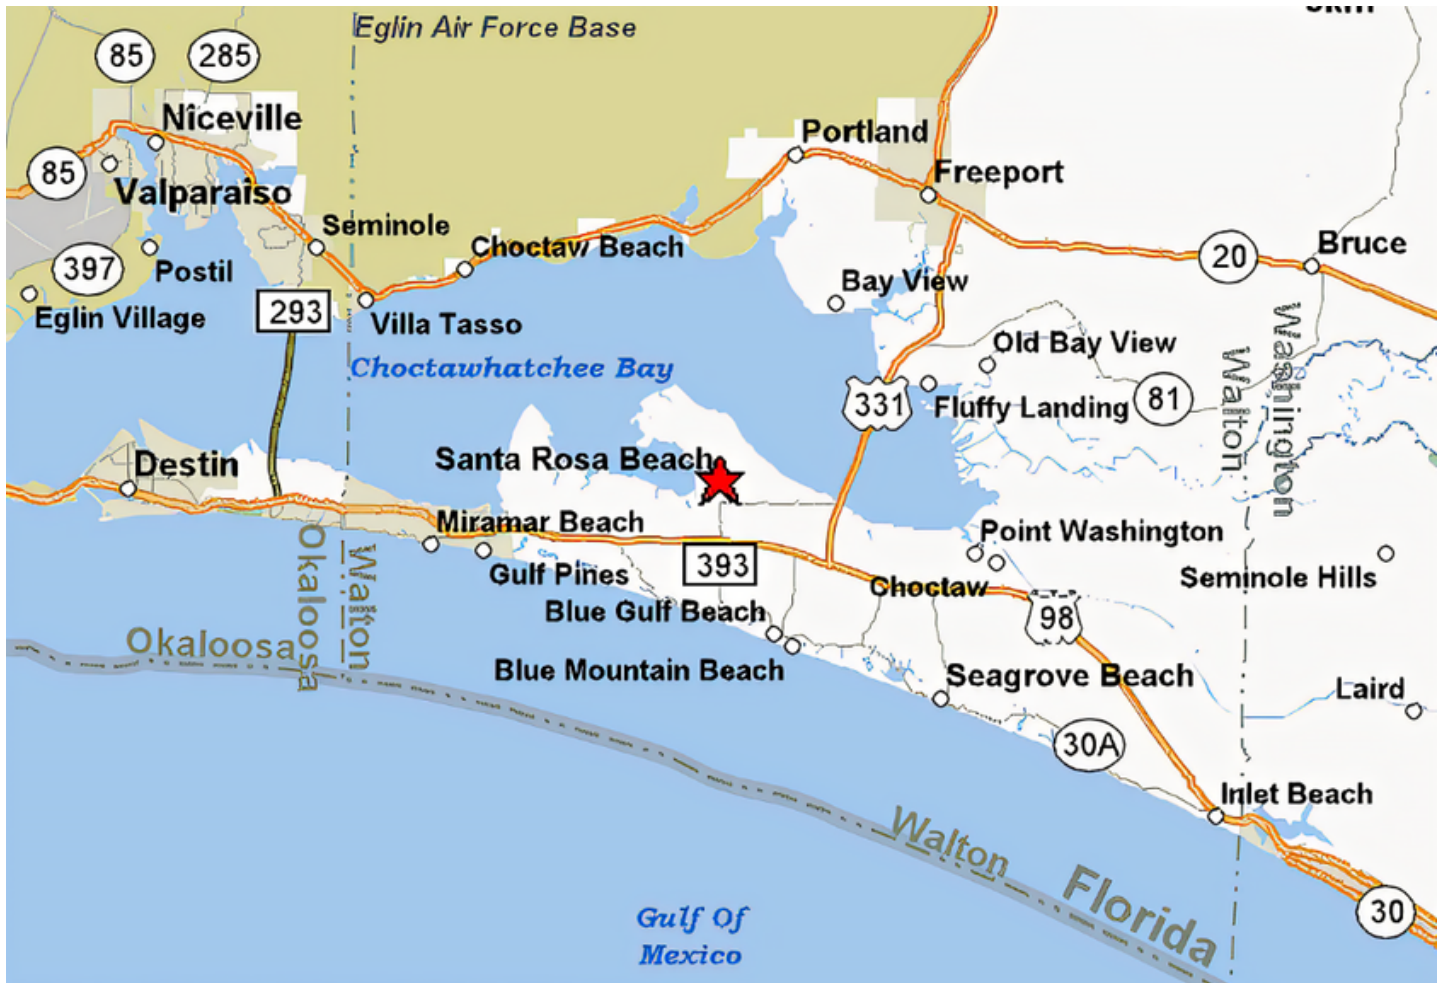 Eglin Air Force Base
85
285
Niceville
Portland
85
Freeport
Valparaiso
Seminole
Choctaw Beach
20
Bruce
397
Postil
Bay View
293
Eglin Village
Villa Tasso
Old Bay View
Choctawhatchee Bay
Washington
Walton
331
Fluffy Landing
81
Santa Rosa Beach
Destin
Miramar Beach
Point Washington
Okaloosa
Walton
393
Gulf Pines
Choctaw
Seminole Hills
Blue Gulf Beach
98
Okaloosa
Blue Mountain Beach
Seagrove Beach
Laird
30A
Inlet Beach
Walton
Florida
30
Gulf Of
Mexico